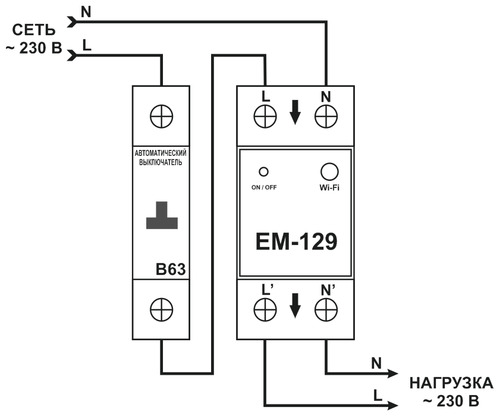 N
СЕТЬ
~ 230 В
L
L
N
АВТОМАТИЧЕСКИЙ
ВЫКЛЮЧАТЕЛЬ
ON / OFF
Wi-Fi
EM-129
B63
L’
N’
N
НАГРУЗКА
~ 230 В
L